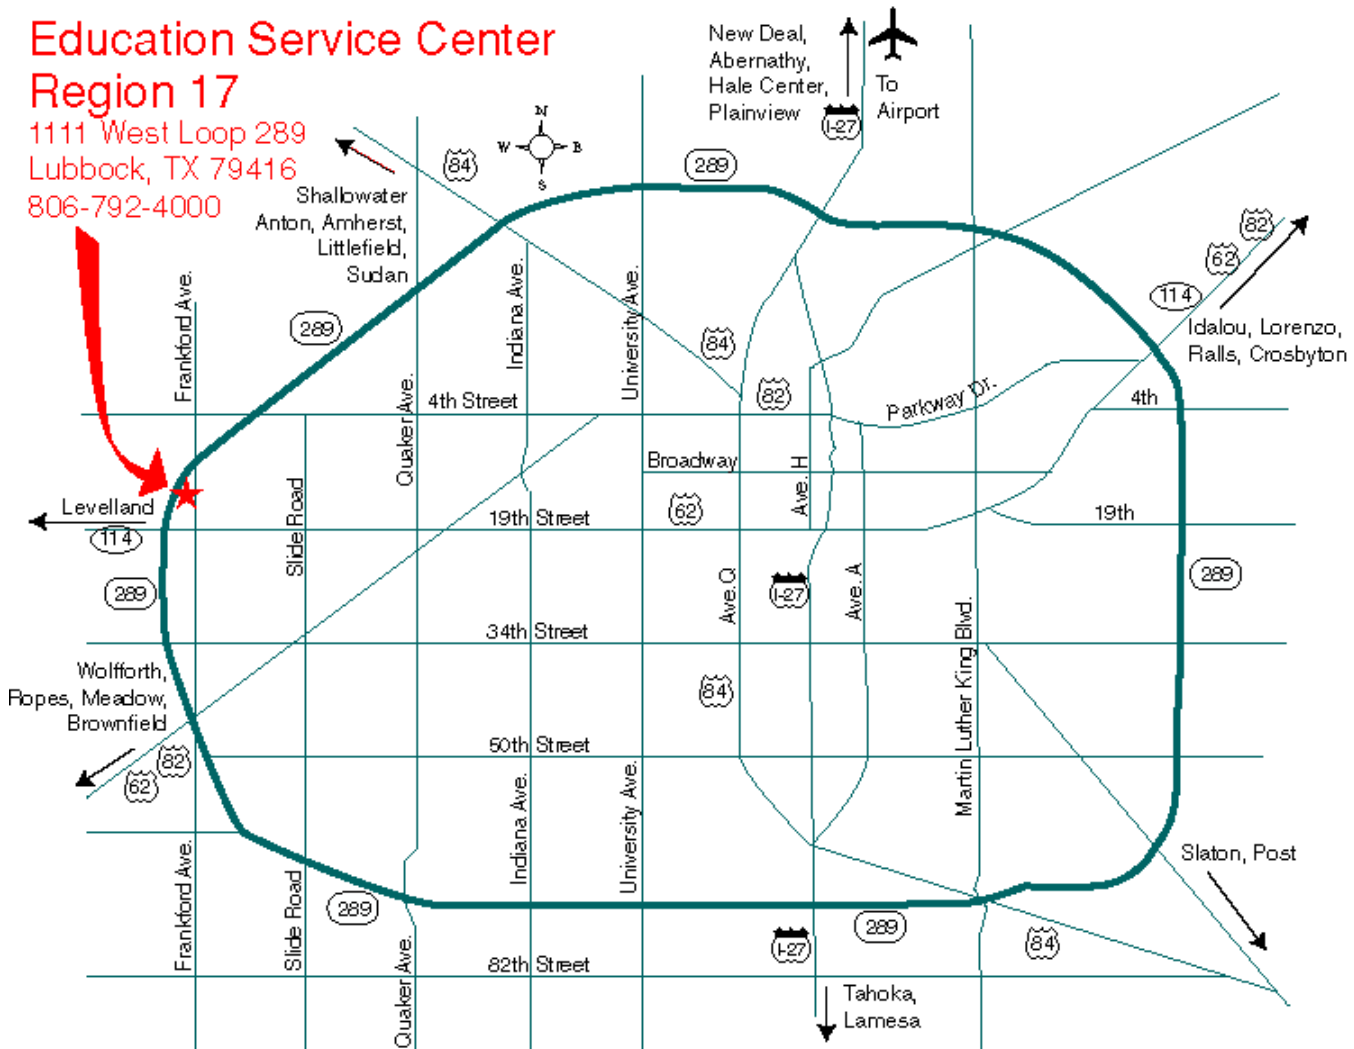 Education Service Center
Region 17
1111 West Loop 289
Lubbock, TX 79416
806-792-4000
New Deal,
Abernathy,
Hale Center,
Plainview
I-27
To
Airport
N
W
E
S
84
289
Shallowater
Anton, Amherst,
Littlefield,
Sudan
82
62
114
Idalou, Lorenzo,
Ralls, Crosbyton
289
Frankford Ave.
Quaker Ave.
Indiana Ave.
University Ave.
84
82
4th Street
Parkway Dr.
4th
Broadway
Ave. H
Slide Road
Levelland
114
19th Street
62
19th
289
Ave. Q
I-27
Ave. A
289
Martin Luther King Blvd.
34th Street
Wolfforth,
Ropes, Meadow,
Brownfield
84
82
62
50th Street
Frankford Ave.
Slide Road
Quaker Ave.
Indiana Ave.
University Ave.
Slaton, Post
289
289
I-27
84
82th Street
Tahoka,
Lamesa